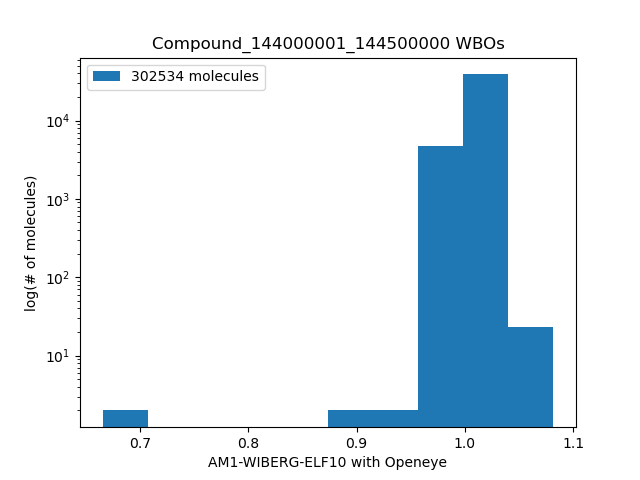 Compound_144000001_144500000 WBOs
302534 molecules
log(# of molecules)
10⁴
10³
10²
10¹
0.7 0.8 0.9 1.0 1.1
AM1-WIBERG-ELF10 with Openeye